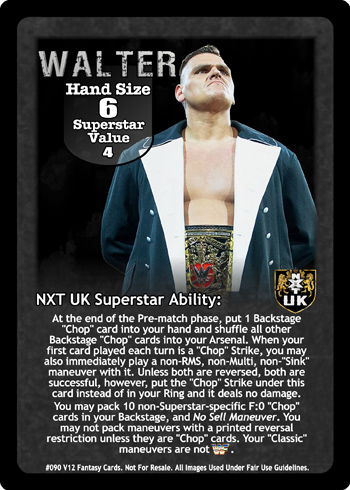 WALTER
Hand Size
6
Superstar
Value
4
NXT UK Superstar Ability:
NXT
UK
At the end of the Pre-match phase, put 1 Backstage
"Chop" card into your hand and shuffle all other
Backstage "Chop" cards into your Arsenal. When your
first card played each turn is a "Chop" Strike, you may
also immediately play a non-RMS, non-Multi, non-"Sink"
maneuver with it. Unless both are reversed, both are
successful, however, put the "Chop" Strike under this
card instead of in your Ring and it deals no damage.
You may pack 10 non-Superstar-specific F:0 "Chop"
cards in your Backstage, and No Sell Maneuver. You
may not pack maneuvers with a printed reversal
restriction unless they are "Chop" cards. Your "Classic"
maneuvers are not
#090 V12 Fantasy Cards. Not For Resale. All Images Used Under Fair Use Guidelines.